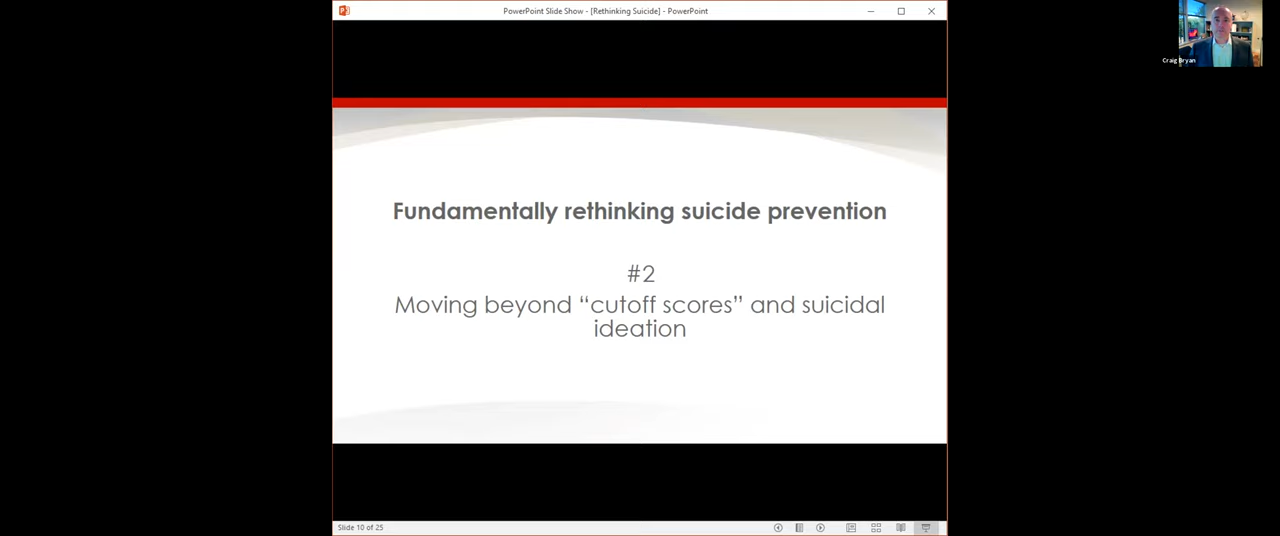 PowerPoint Slide Show - [Rethinking Suicide] - PowerPoint
Craig Bryan
Fundamentally rethinking suicide prevention
#2
Moving beyond “cutoff scores” and suicidal
ideation
Slide 10 of 25